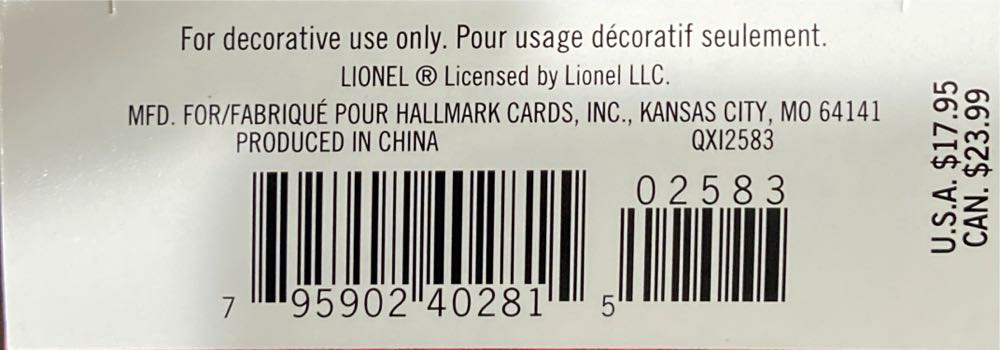 For decorative use only. Pour usage décoratif seulement.
LIONEL ® Licensed by Lionel LLC.
MFD. FOR/FABRIQUÉ POUR HALLMARK CARDS, INC., KANSAS CITY, MO 64141
PRODUCED IN CHINA QXI2583
02583
7 95902 40281 5
U.S.A. $17.95
CAN. $23.99